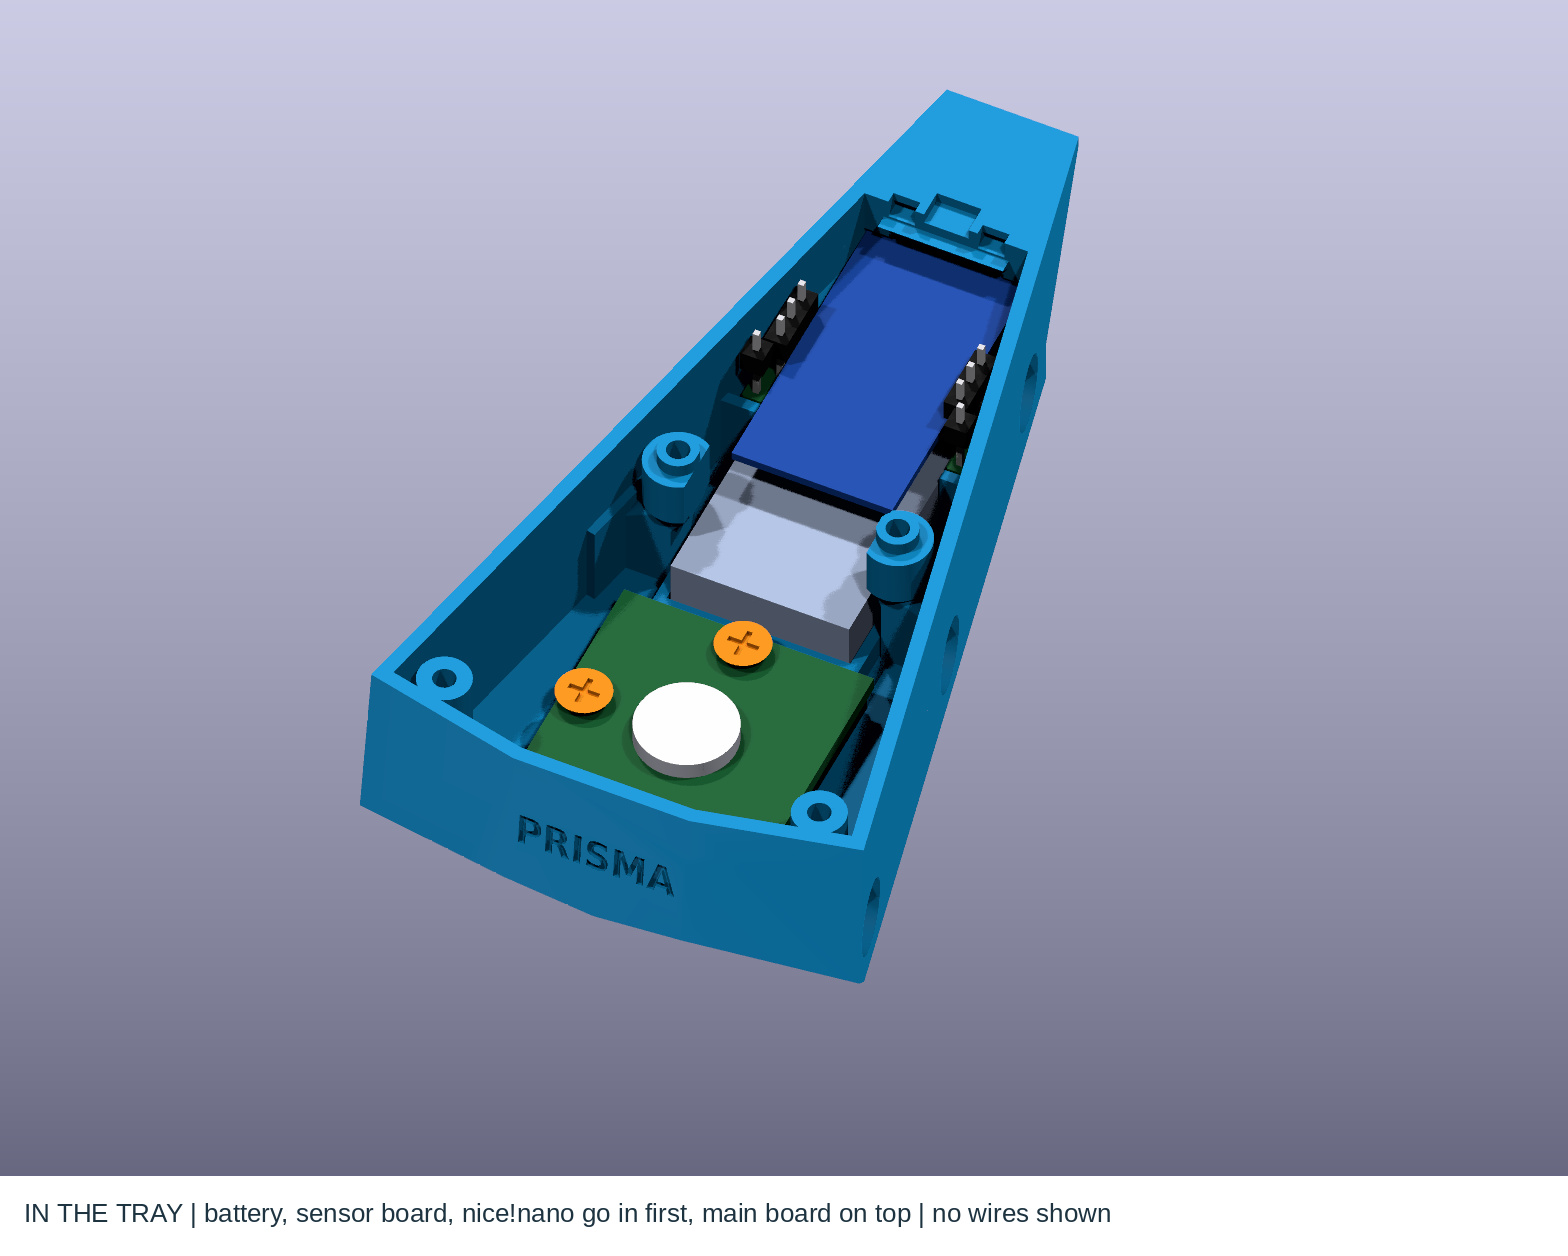 PRISMA
IN THE TRAY | battery, sensor board, nice!nano go in first, main board on top | no wires shown